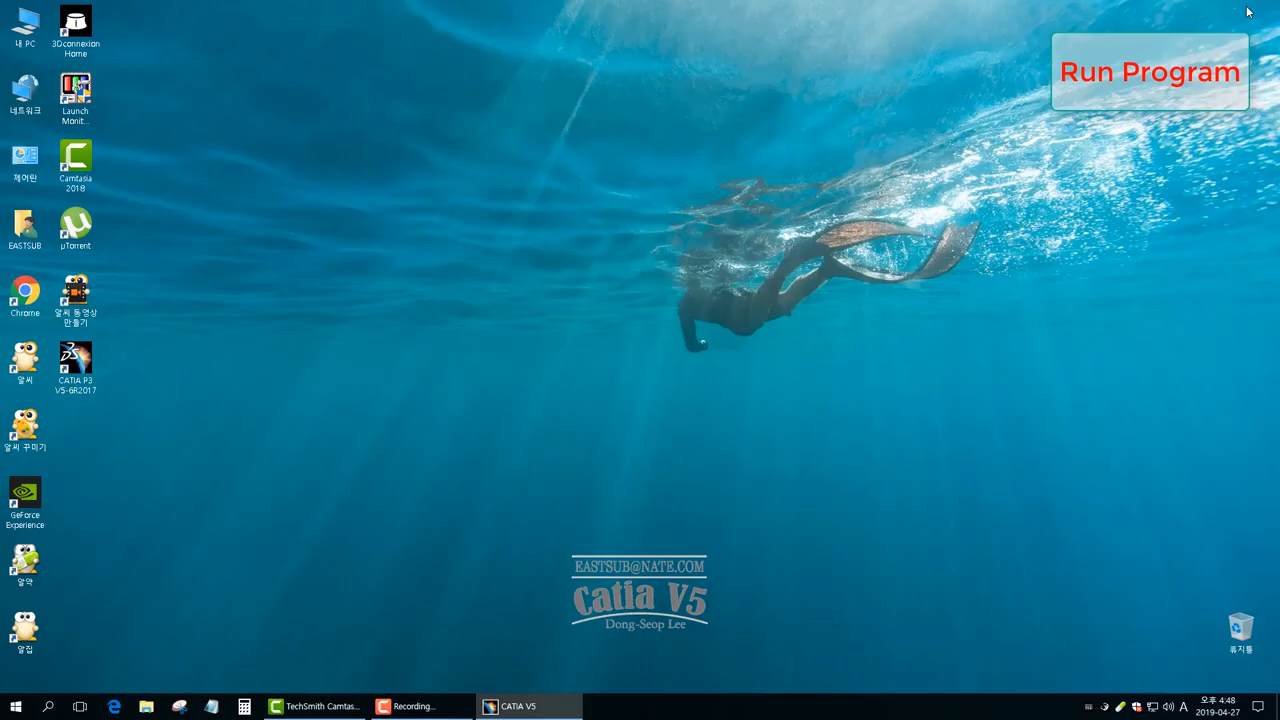 내 PC
3Dconnexion
Home
네트워크
Launch
Monit...
제어판
Camtasia
2018
EASTSUB
µTorrent
Chrome
알씨 동영상
만들기
알씨
CATIA P3
V5-6R2017
알씨 꾸미기
GeForce
Experience
알약
알집
Run Program
EASTSUB@NATE.COM
Catia V5
Dong-Seop Lee
휴지통
TechSmith Camtas...
Recording...
CATIA V5
A
오후 4:48
2019-04-27